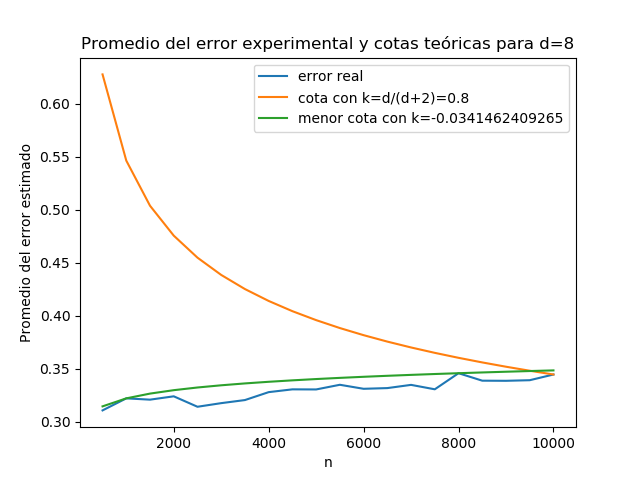 Promedio del error experimental y cotas teóricas para d=8
error real
cota con k=d/(d+2)=0.8
menor cota con k=-0.0341462409265
Promedio del error estimado
0.60
0.55
0.50
0.45
0.40
0.35
0.30
2000
4000
6000
8000
10000
n